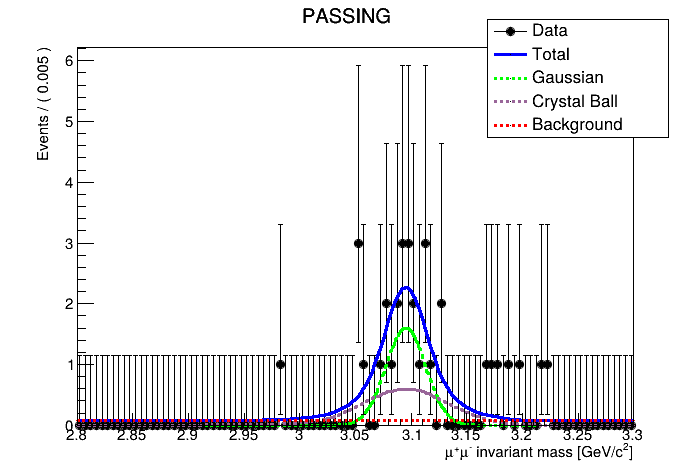 PASSING
Data
Total
Gaussian
Crystal Ball
Background
Events / ( 0.005 )
6
5
4
3
2
1
0
2.8 2.85 2.9 2.95 3 3.05 3.1 3.15 3.2 3.25 3.3
μ⁺μ⁻ invariant mass [GeV/c²]